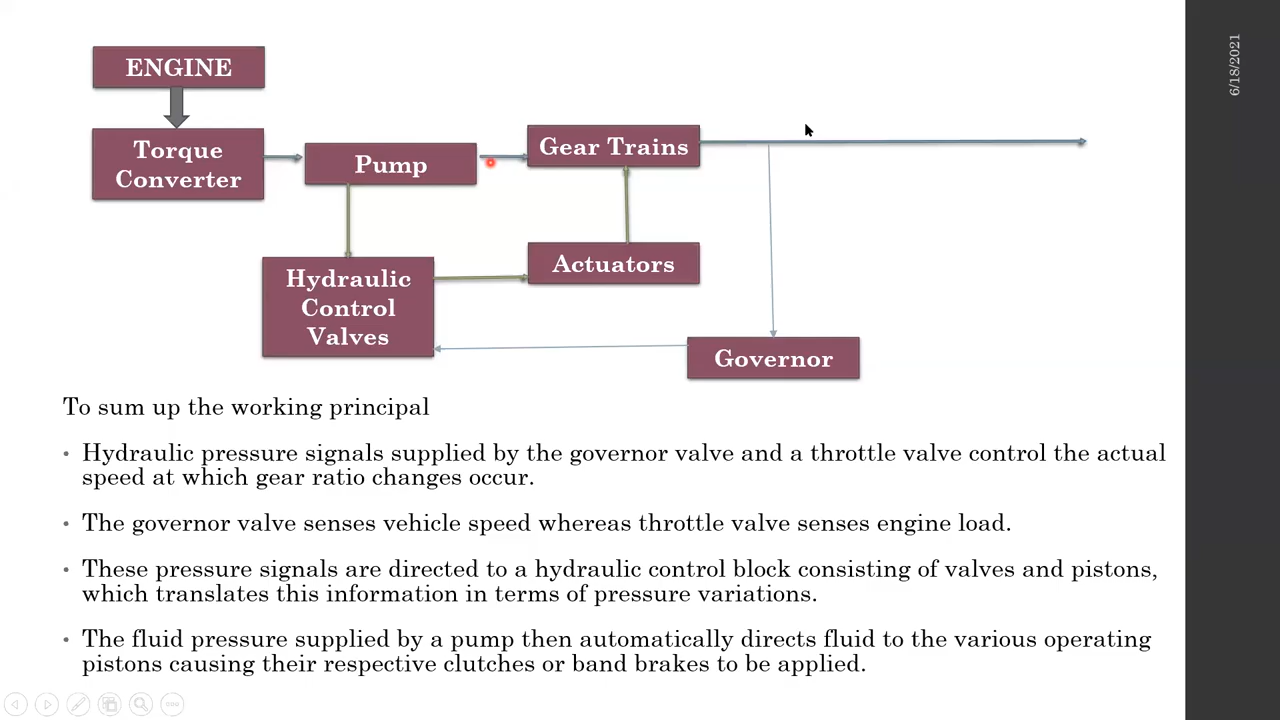 ENGINE
6/18/2021
Torque
Converter
Pump
Gear Trains
Hydraulic
Control
Valves
Actuators
Governor
To sum up the working principal
• Hydraulic pressure signals supplied by the governor valve and a throttle valve control the actual
speed at which gear ratio changes occur.
• The governor valve senses vehicle speed whereas throttle valve senses engine load.
• These pressure signals are directed to a hydraulic control block consisting of valves and pistons,
which translates this information in terms of pressure variations.
• The fluid pressure supplied by a pump then automatically directs fluid to the various operating
pistons causing their respective clutches or band brakes to be applied.